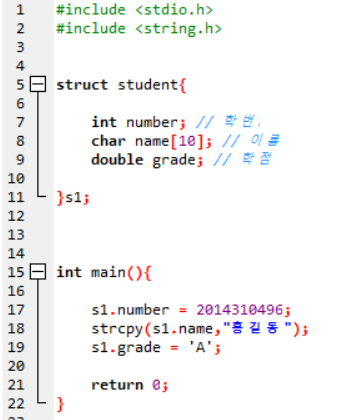 1 #include <stdio.h>
2 #include <string.h>
3
4
5 struct student{
6
7 int number; // 학번,
8 char name[10]; // 이름
9 double grade; // 학점
10
11 }s1;
12
13
14
15 int main(){
16
17 s1.number = 2014310496;
18 strcpy(s1.name,"홍길동");
19 s1.grade = 'A';
20
21 return 0;
22 }
23